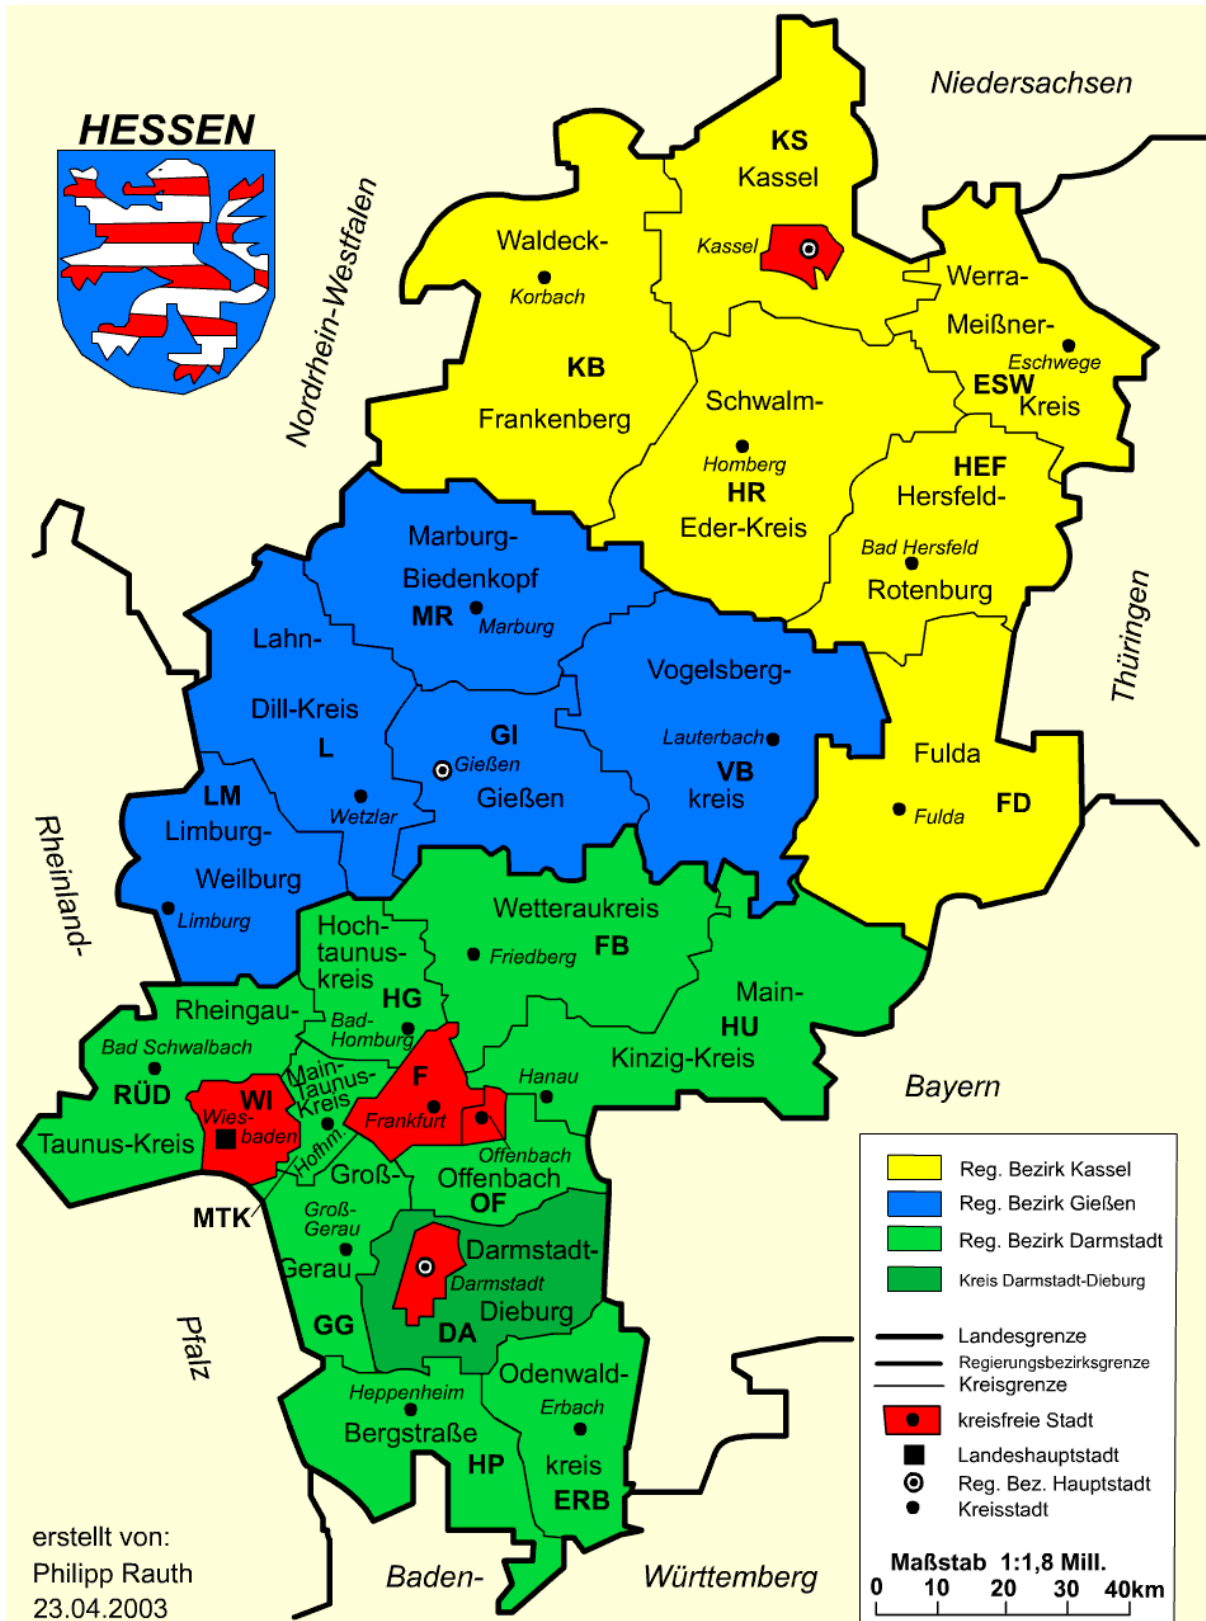 Niedersachsen
HESSEN
KS
Kassel
Kassel
Nordrhein-Westfalen
Waldeck-
Korbach
KB
Frankenberg
Werra-
Meißner-
Eschwege
ESW
Kreis
Schwalm-
Homberg
HR
Eder-Kreis
HEF
Hersfeld-
Bad Hersfeld
Rotenburg
Thüringen
Marburg-
Biedenkopf
MR
Marburg
Lahn-
Dill-Kreis
L
Wetzlar
GI
Gießen
Gießen
Vogelsberg-
Lauterbach
VB
kreis
Fulda
FD
Fulda
LM
Limburg-
Weilburg
Limburg
Rheinland-
Hoch-
taunus-
kreis
HG
Bad-
Homburg
Wetteraukreis
FB
Friedberg
Main-
HU
Kinzig-Kreis
Hanau
Bayern
Rheingau-
Bad Schwalbach
RÜD
Taunus-Kreis
WI
Wies-
baden
Main-
Taunus-
Kreis
Hofhm.
MTK
F
Frankfurt
Offenbach
Offenbach
OF
Groß-
Groß-
Gerau
Gerau
GG
Darmstadt-
Darmstadt
Dieburg
DA
Pfalz
Heppenheim
Bergstraße
HP
Odenwald-
Erbach
kreis
ERB
Baden-
Württemberg
Reg. Bezirk Kassel
Reg. Bezirk Gießen
Reg. Bezirk Darmstadt
Kreis Darmstadt-Dieburg
Landesgrenze
Regierungsbezirksgrenze
Kreisgrenze
kreisfreie Stadt
Landeshauptstadt
Reg. Bez. Hauptstadt
Kreisstadt
Maßstab 1:1,8 Mill.
0 10 20 30 40km
erstellt von:
Philipp Rauth
23.04.2003